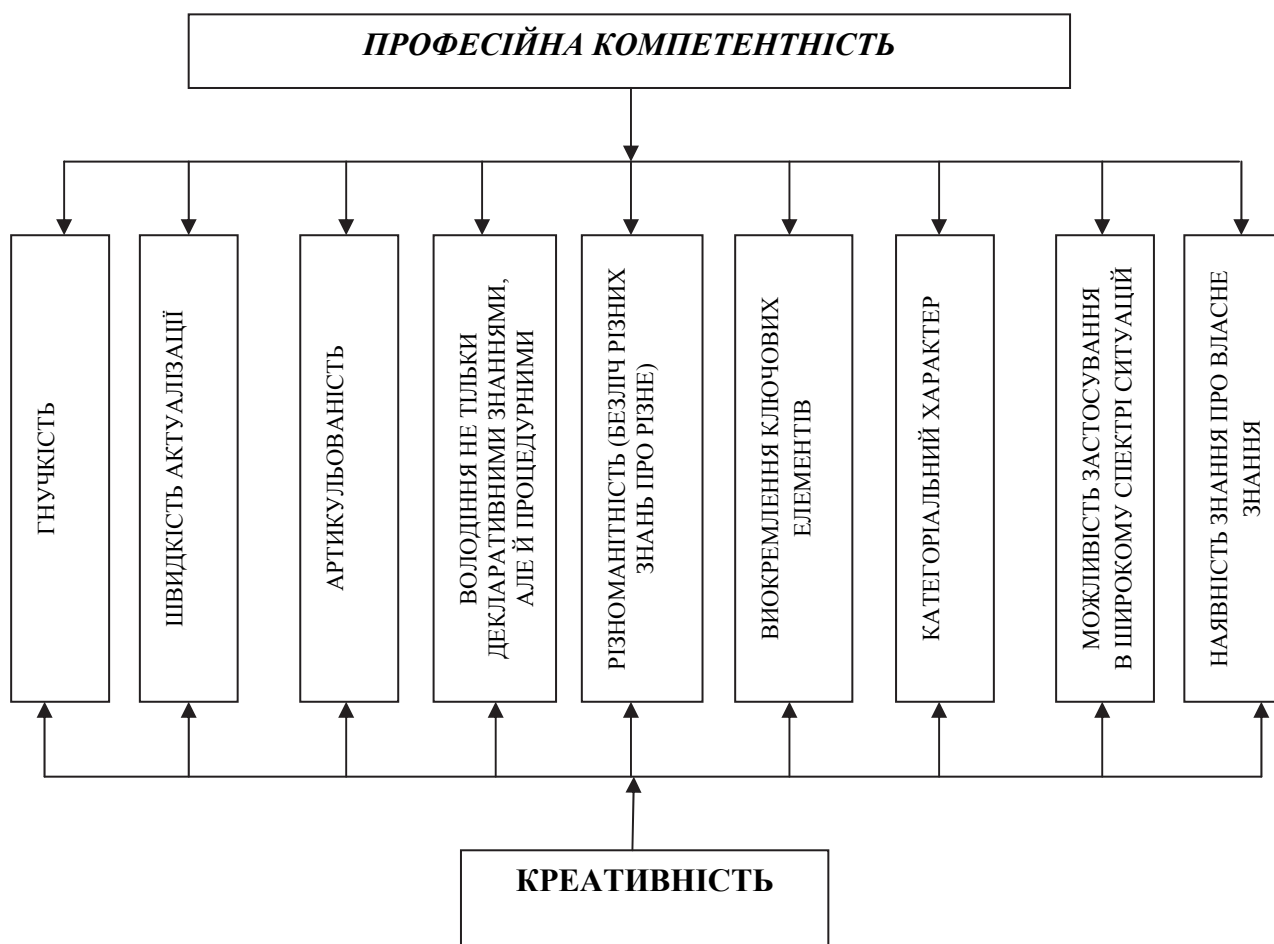 ПРОФЕСІЙНА КОМПЕТЕНТНІСТЬ
ГНУЧКІСТЬ
ШВИДКІСТЬ АКТУАЛІЗАЦІЇ
АРТИКУЛЬОВАНІСТЬ
ВОЛОДІННЯ НЕ ТІЛЬКИ
ДЕКЛАРАТИВНИМИ ЗНАННЯМИ,
АЛЕ Й ПРОЦЕДУРНИМИ
РІЗНОМАНІТНІСТЬ (БЕЗЛІЧ РІЗНИХ
ЗНАНЬ ПРО РІЗНЕ)
ВИОКРЕМЛЕННЯ КЛЮЧОВИХ
ЕЛЕМЕНТІВ
КАТЕГОРІАЛЬНИЙ ХАРАКТЕР
МОЖЛИВІСТЬ ЗАСТОСУВАННЯ
В ШИРОКОМУ СПЕКТРІ СИТУАЦІЙ
НАЯВНІСТЬ ЗНАННЯ ПРО ВЛАСНЕ
ЗНАННЯ
КРЕАТИВНІСТЬ